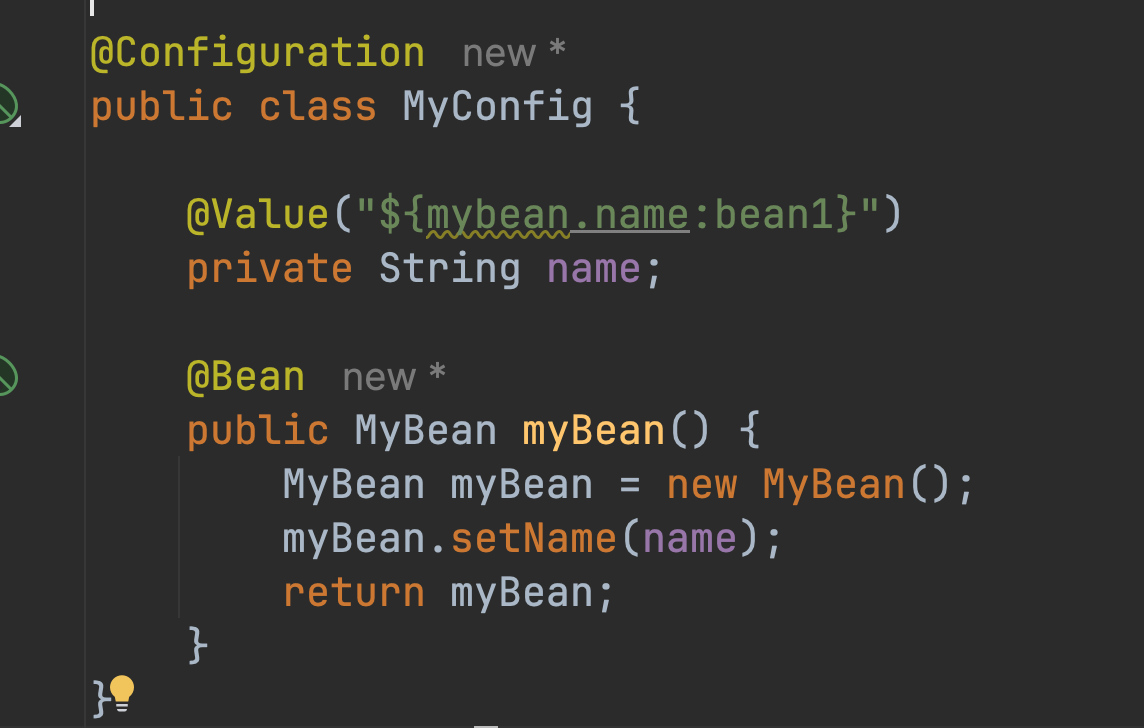 @Configuration new *
public class MyConfig {
@Value("${mybean.name:bean1}")
private String name;
@Bean new *
public MyBean myBean() {
MyBean myBean = new MyBean();
myBean.setName(name);
return myBean;
}
}